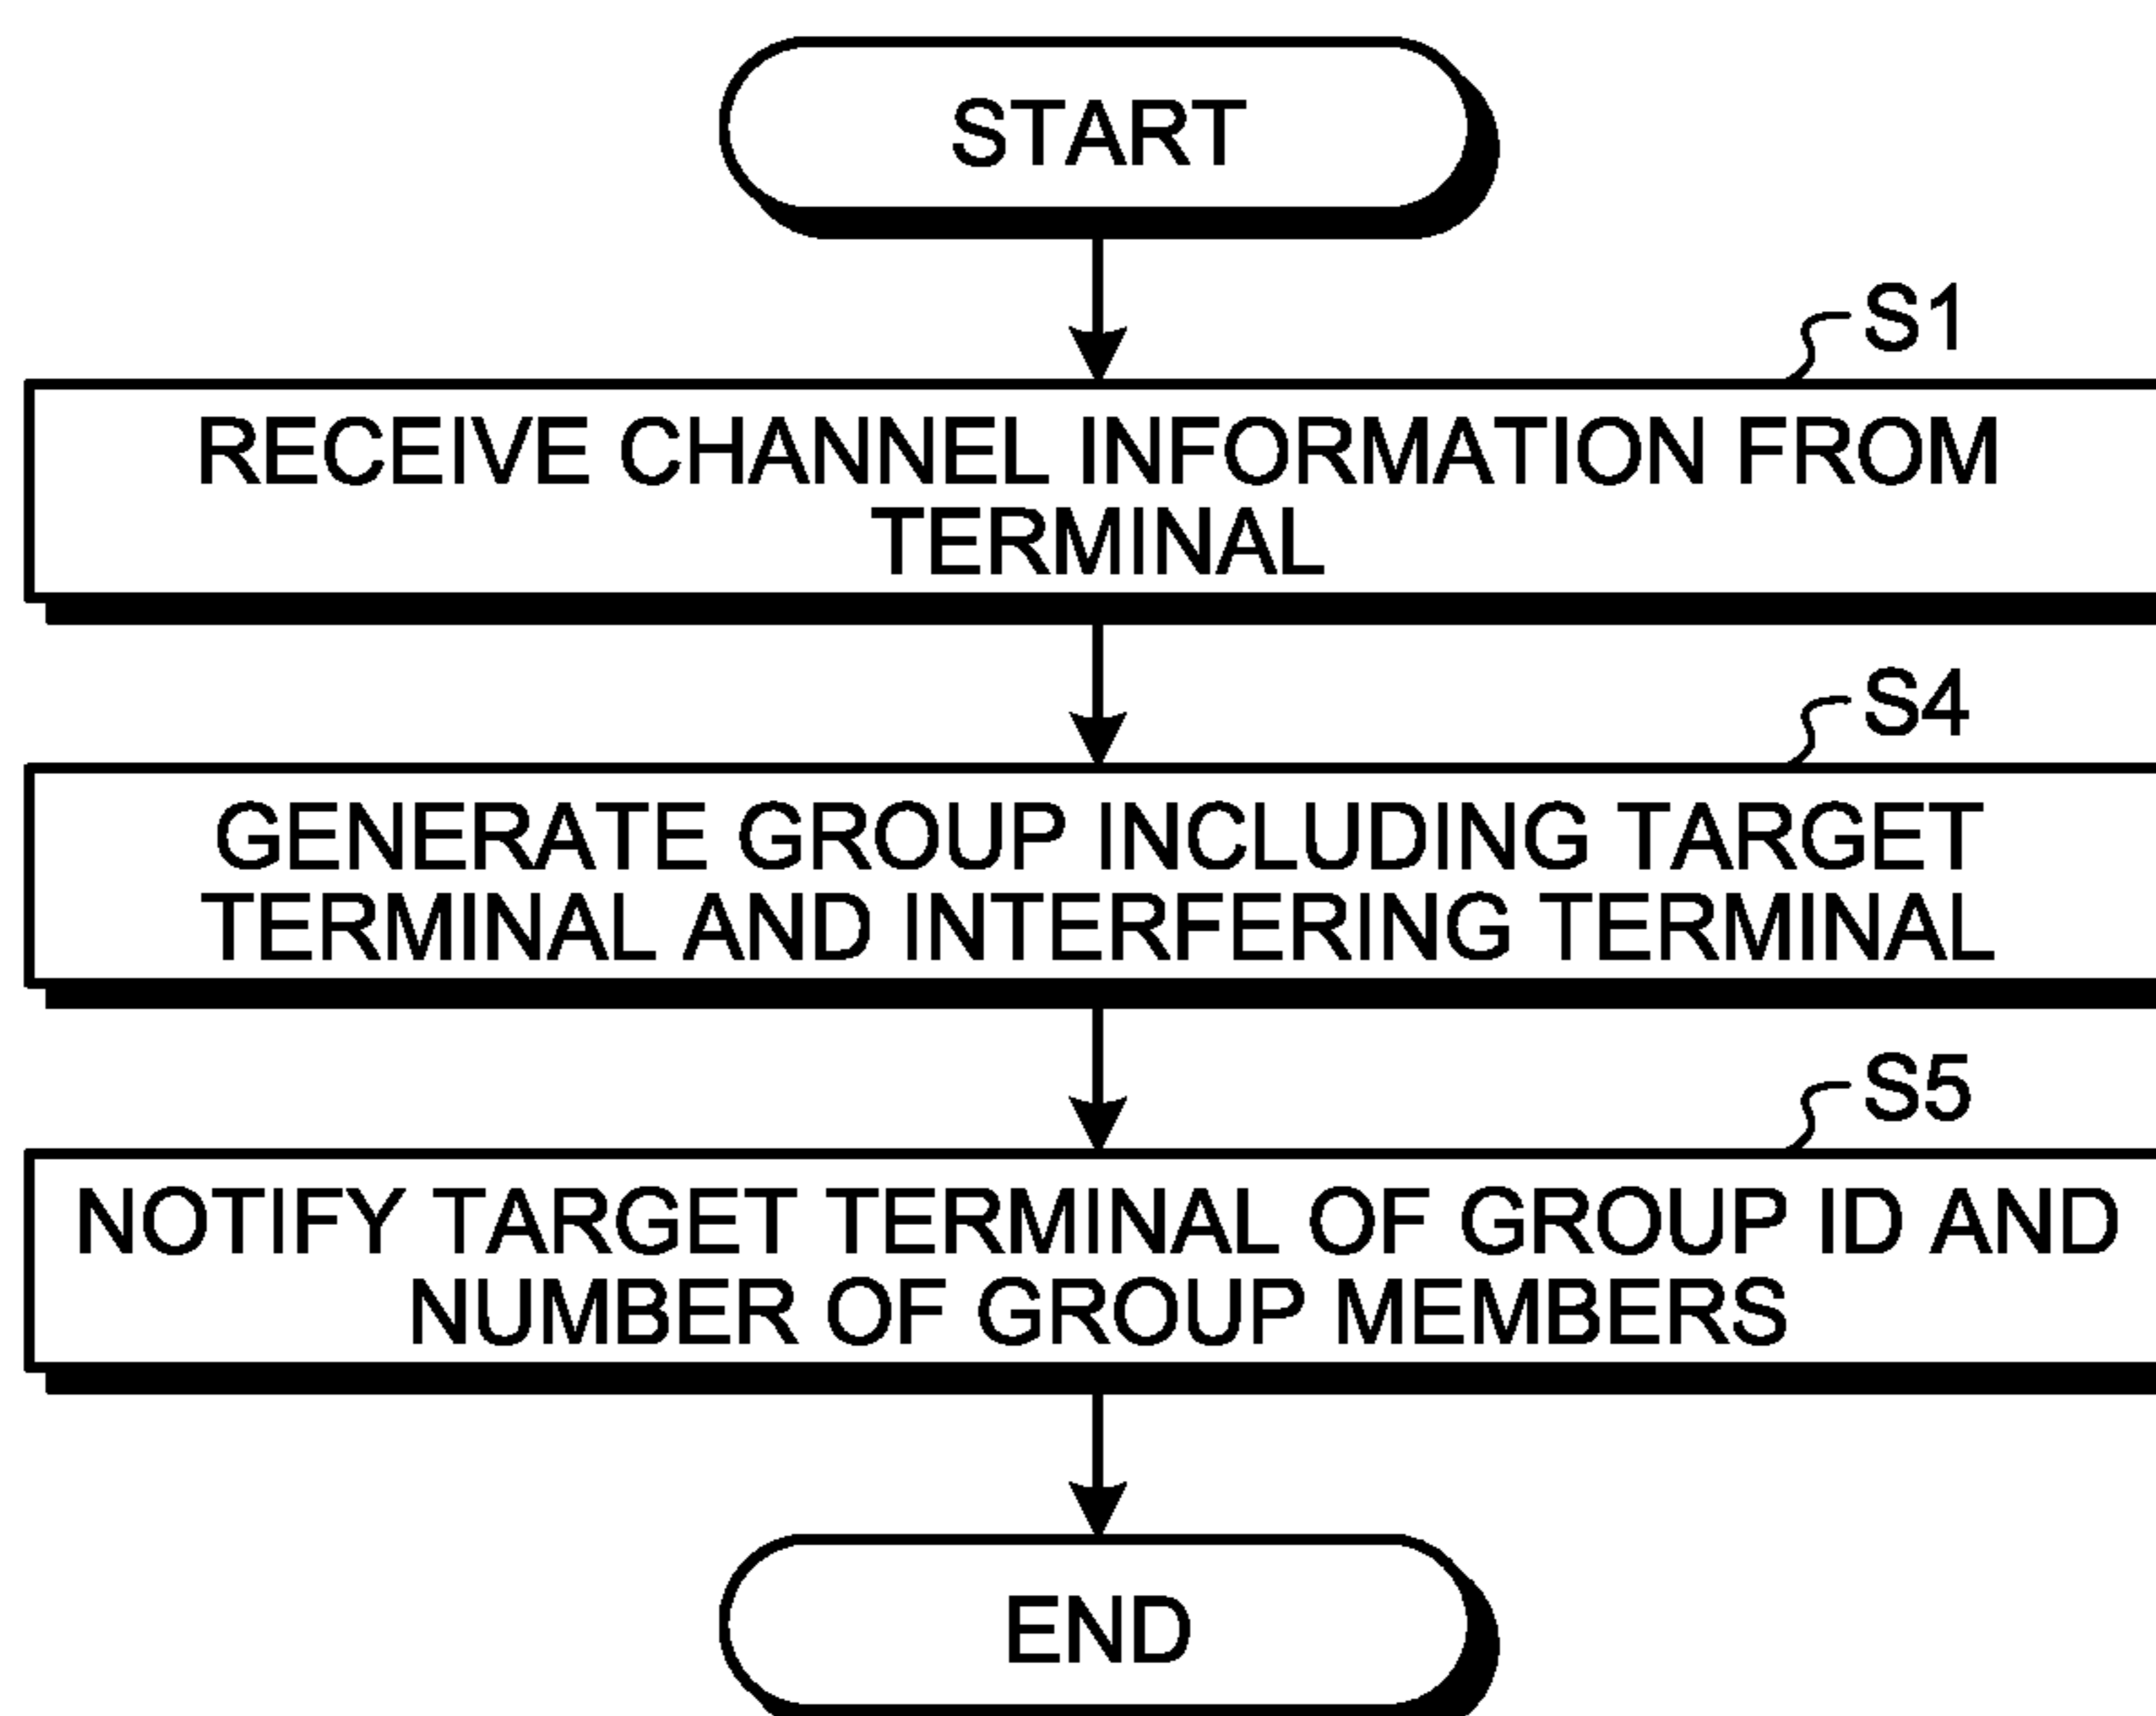 START
S1
RECEIVE CHANNEL INFORMATION FROM
TERMINAL
S4
GENERATE GROUP INCLUDING TARGET
TERMINAL AND INTERFERING TERMINAL
S5
NOTIFY TARGET TERMINAL OF GROUP ID AND
NUMBER OF GROUP MEMBERS
END